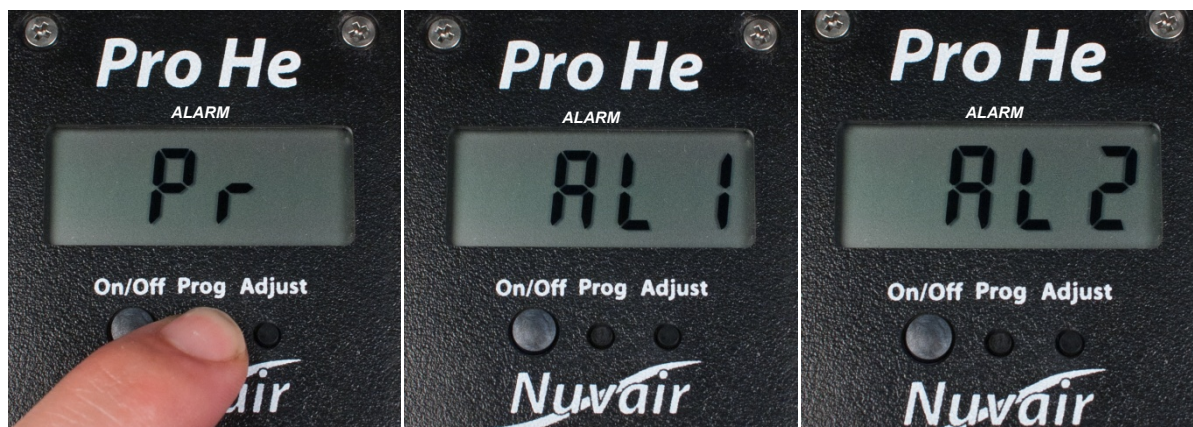 Pro He
ALARM
Pr
On/Off Prog Adjust
air
Pro He
ALARM
AL1
On/Off Prog Adjust
Nuvair
Pro He
ALARM
AL2
On/Off Prog Adjust
Nuvair